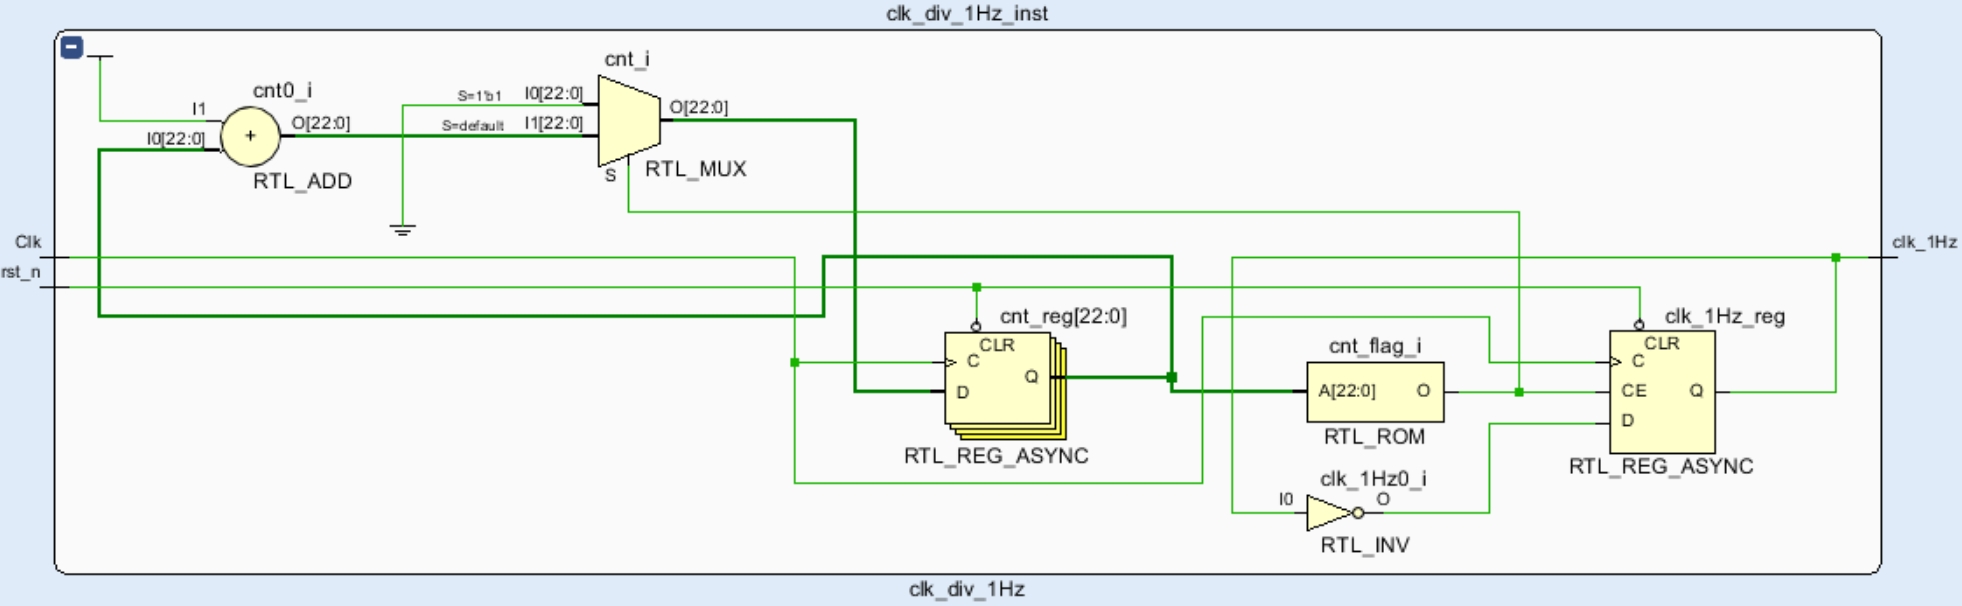 clk_div_1Hz_inst
cnt_i
cnt0_i
S=1'b1 I0[22:0]
I1
O[22:0]
O[22:0]
S=default I1[22:0]
I0[22:0]
+
RTL_ADD
S
RTL_MUX
Clk
clk_1Hz
rst_n
cnt_reg[22:0]
clk_1Hz_reg
CLR
C
Q
D
RTL_REG_ASYNC
cnt_flag_i
A[22:0] O
RTL_ROM
CLR
C
CE Q
D
RTL_REG_ASYNC
clk_1Hz0_i
I0 O
RTL_INV
clk_div_1Hz